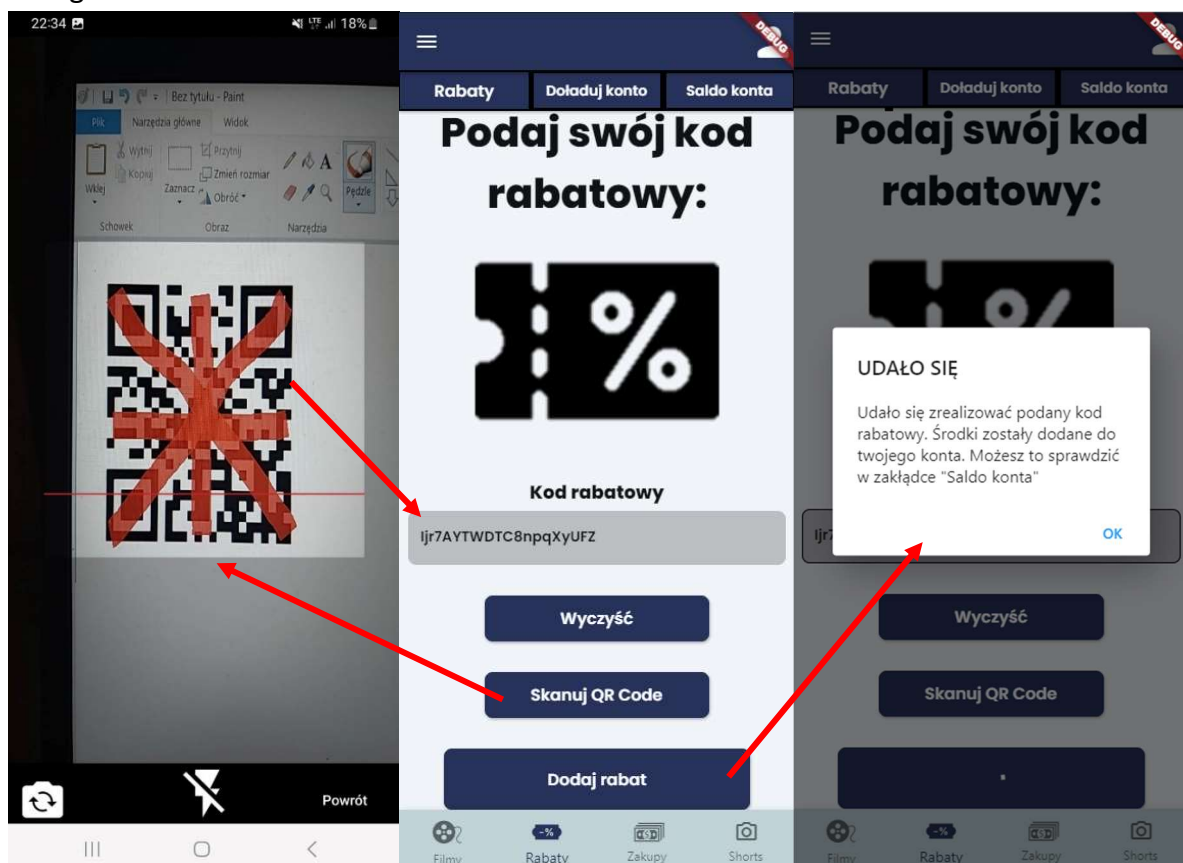 22:34
LTE
18%
Bez tytułu - Paint
Plik
Narzędzia główne
Widok
Wklej
Wytnij
Kopiuj
Schowek
Zaznacz
Przytnij
Zmień rozmiar
Obróć
Obraz
A
Narzędzia
Pędzle
Powrót
DEBUG
Rabaty
Doładuj konto
Saldo konta
Podaj swój kod
rabatowy:
%
Kod rabatowy
Ijr7AYTWDTC8npqXyUFZ
Wyczyść
Skanuj QR Code
Dodaj rabat
Filmy
-%
Rabaty
Zakupy
Shorts
DEBUG
Rabaty
Doładuj konto
Saldo konta
Podaj swój kod
rabatowy:
UDAŁO SIĘ
Udało się zrealizować podany kod
rabatowy. Środki zostały dodane do
twojego konta. Możesz to sprawdzić
w zakłądce "Saldo konta"
OK
Ijr7
Wyczyść
Skanuj QR Code
Filmy
-%
Rabaty
Zakupy
Shorts